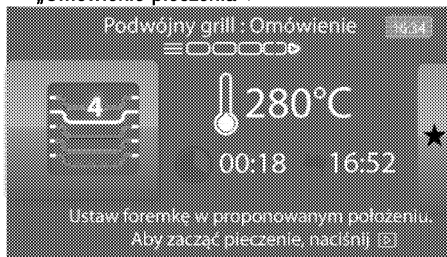 „Omówienie pieczenia".
Podwójny grill : Omówienie 16:34
4
280°C
00:18 16:52
Ustaw foremkę w proponowanym położeniu.
Aby zacząć pieczenie, naciśnij